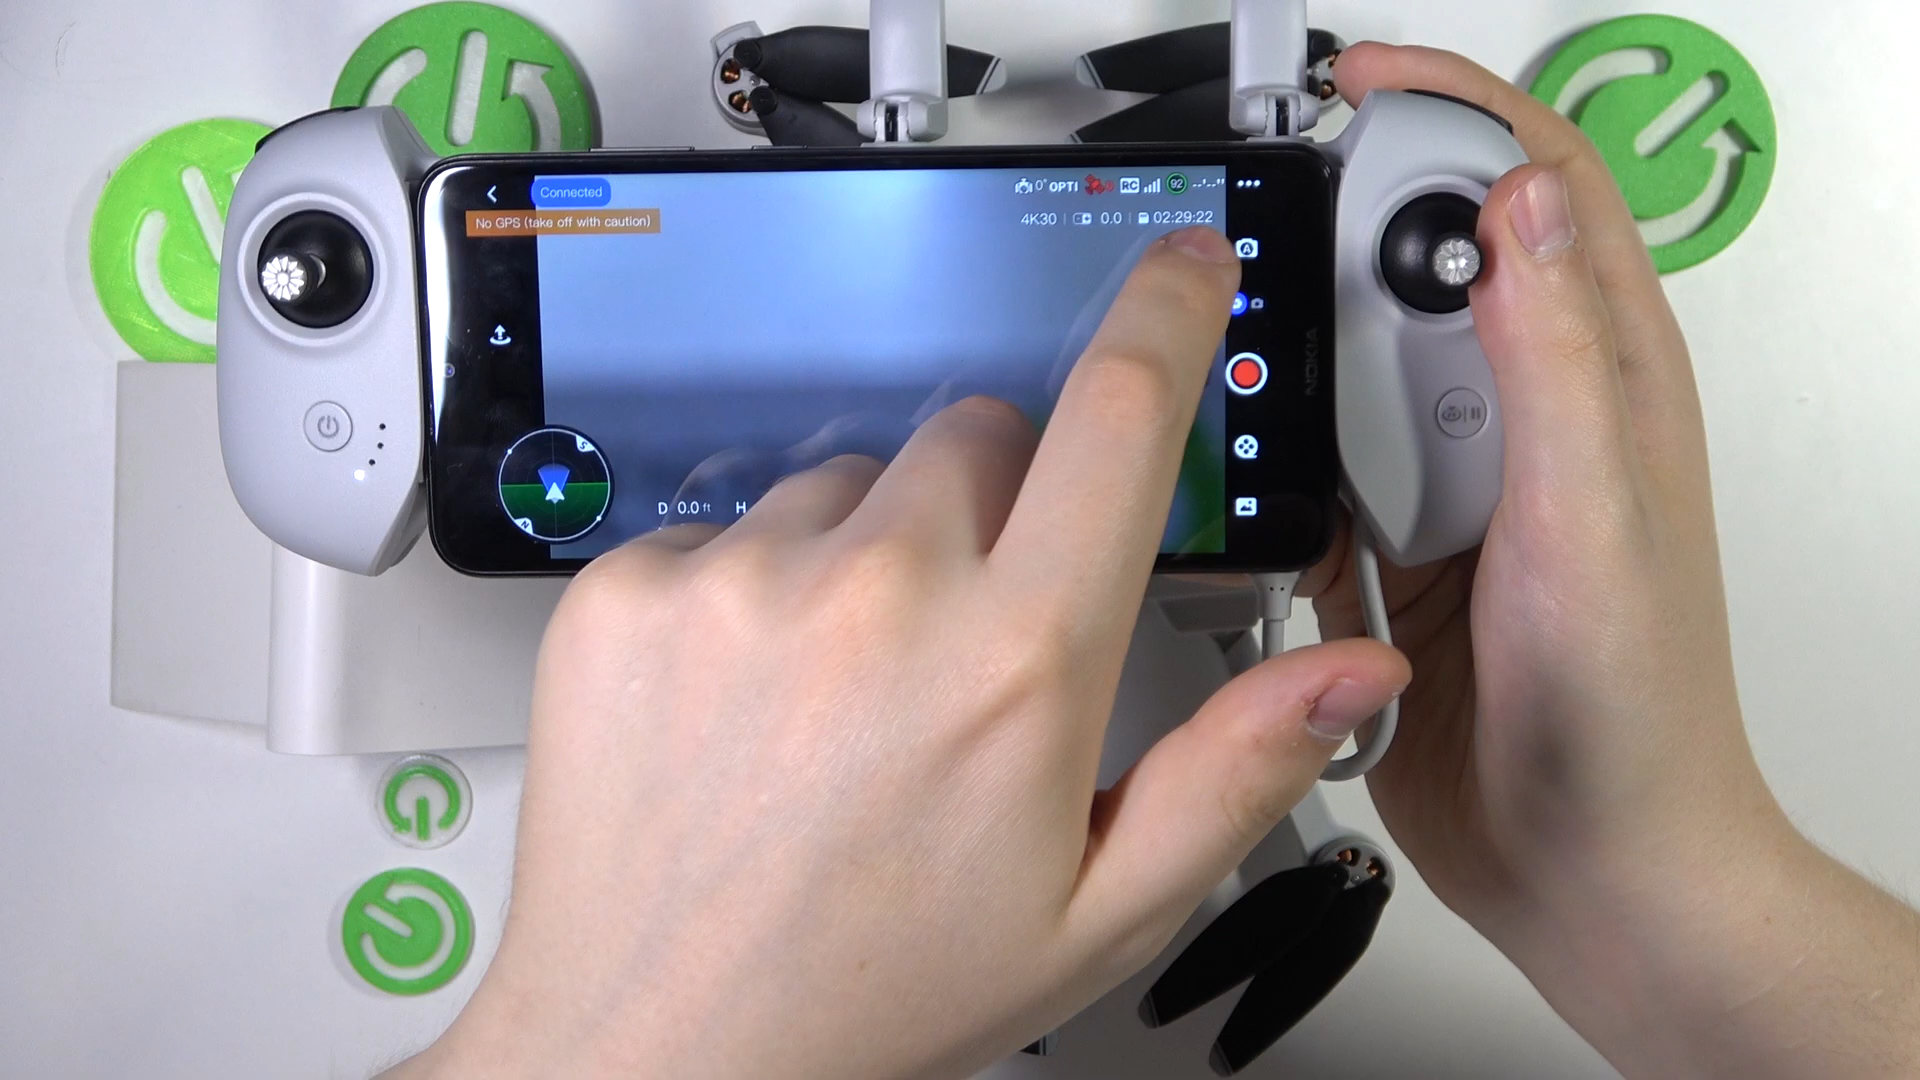 Connected
0° OPTI RC 92 --'--"
No GPS (take off with caution)
4K30 0.0 02:29:22
A
NOKIA
S
N
D 0.0 ft H